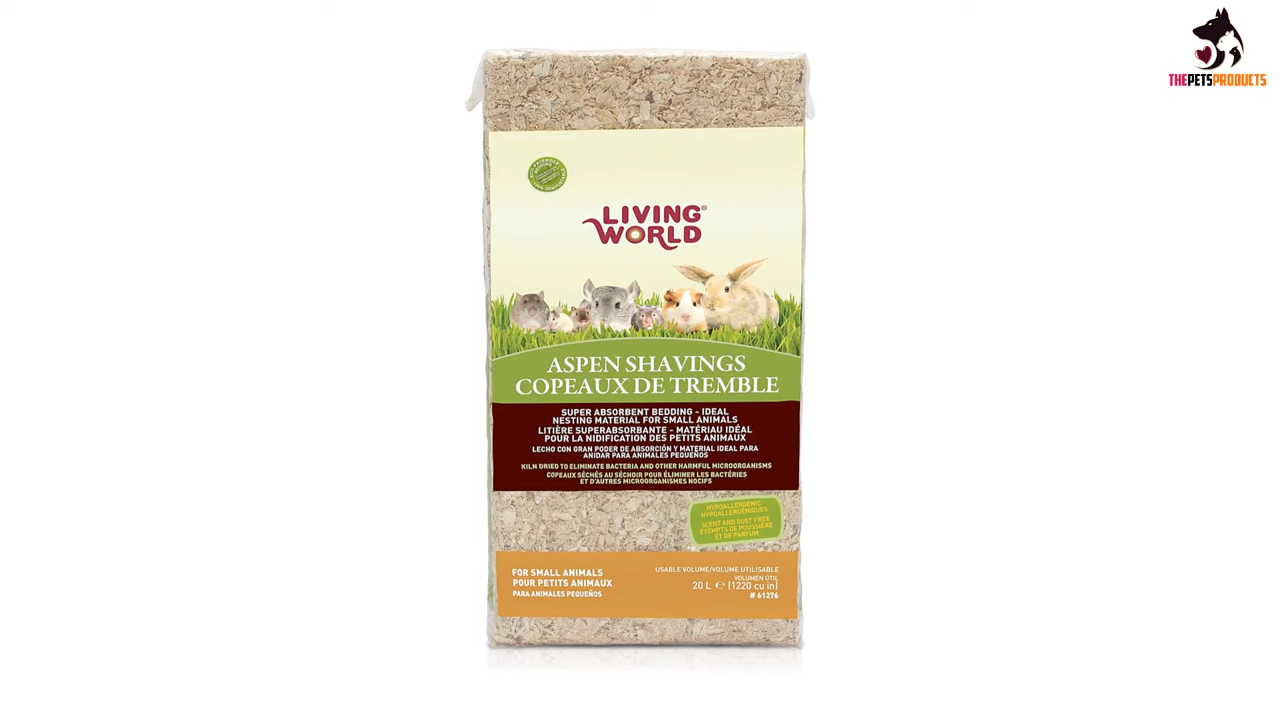 THEPETSPRODUCTS
ECO FRIENDLY
LIVING
WORLD®
ASPEN SHAVINGS
COPEAUX DE TREMBLE
SUPER ABSORBENT BEDDING - IDEAL
NESTING MATERIAL FOR SMALL ANIMALS
LITIÈRE SUPERABSORBANTE - MATÉRIAU IDÉAL
POUR LA NIDIFICATION DES PETITS ANIMAUX
LECHO CON GRAN PODER DE ABSORCIÓN Y MATERIAL IDEAL PARA
ANIDAR PARA ANIMALES PEQUEÑOS
KILN DRIED TO ELIMINATE BACTERIA AND OTHER HARMFUL MICROORGANISMS
COPEAUX SÉCHÉS AU SÉCHOIR POUR ÉLIMINER LES BACTÉRIES
ET D'AUTRES MICROORGANISMES NOCIFS
HYPOALLERGENIC
HYPOALLERGÉNIQUES
SCENT AND DUST FREE
EXEMPTS DE POUSSIÈRE
ET DE PARFUM
FOR SMALL ANIMALS
POUR PETITS ANIMAUX
PARA ANIMALES PEQUEÑOS
USABLE VOLUME/VOLUME UTILISABLE
VOLUMEN ÚTIL
20 L ℮ (1220 cu in)
# 61276